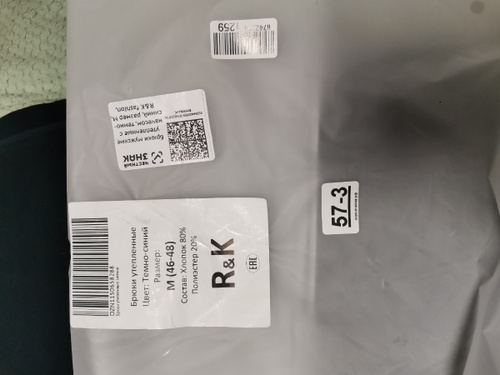 1259
ЧЕСТНЫЙ
ЗНАК
Брюки мужские
утепленные с
начесом, темно-
синий, размер M,
R&K fashion,
57-3
Брюки утепленные
Цвет: Темно-синий
Размер:
M (46-48)
Состав: Хлопок 80%
Полиэстер 20%
R&K
EAC